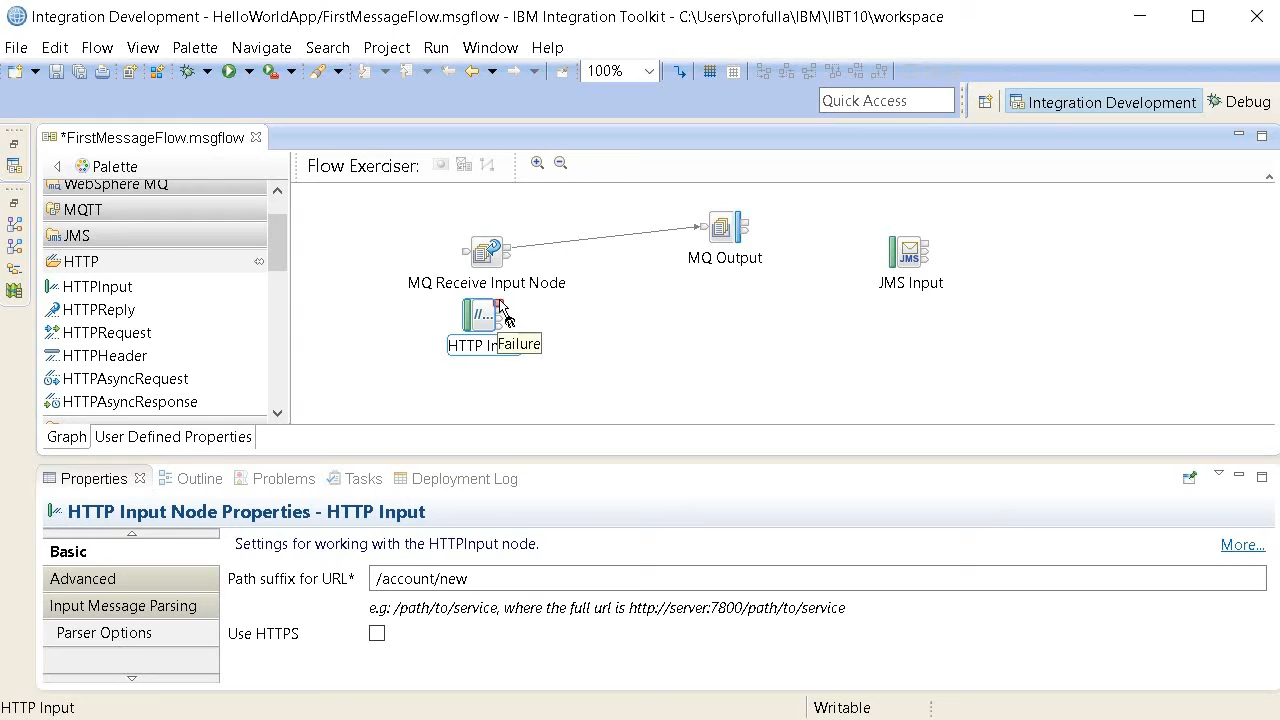 Integration Development - HelloWorldApp/FirstMessageFlow.msgflow - IBM Integration Toolkit - C:\Users\profulla\IBM\IIBT10\workspace
File Edit Flow View Palette Navigate Search Project Run Window Help
100%
Quick Access
Integration Development
Debug
*FirstMessageFlow.msgflow
Palette
Flow Exerciser:
WebSphere MQ
MQTT
JMS
HTTP
HTTPInput
HTTPReply
HTTPRequest
HTTPHeader
HTTPAsyncRequest
HTTPAsyncResponse
MQ Receive Input Node
MQ Output
JMS
JMS Input
//...
HTTP In
Failure
Graph User Defined Properties
Properties Outline Problems Tasks Deployment Log
HTTP Input Node Properties - HTTP Input
Basic
Advanced
Input Message Parsing
Parser Options
Settings for working with the HTTPInput node.
More...
Path suffix for URL* /account/new
e.g: /path/to/service, where the full url is http://server:7800/path/to/service
Use HTTPS
HTTP Input
Writable